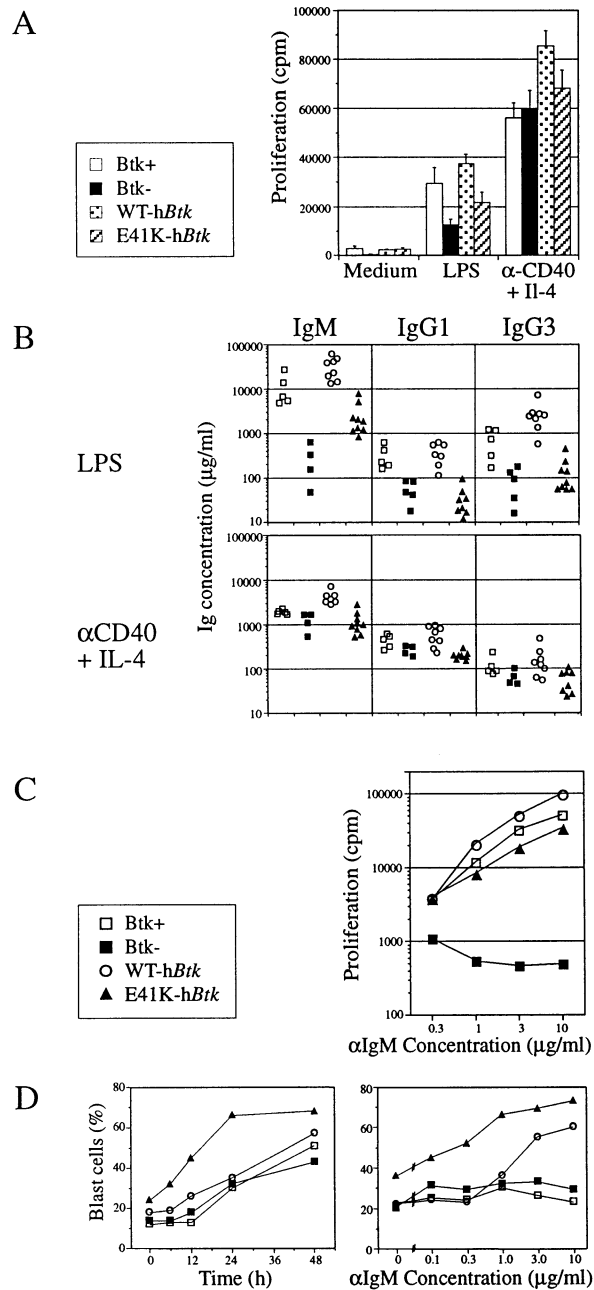 A
Proliferation (cpm)
100000
80000
60000
40000
20000
0
Medium
LPS
α-CD40
+ Il-4
Btk+
Btk-
WT-hBtk
E41K-hBtk
B
IgM
IgG1
IgG3
LPS
αCD40
+ IL-4
Ig concentration (μg/ml)
100000
10000
1000
100
10
100000
10000
1000
100
10
C
Btk+
Btk-
WT-hBtk
E41K-hBtk
Proliferation (cpm)
100000
10000
1000
100
0.3
1
3
10
αIgM Concentration (μg/ml)
D
Blast cells (%)
80
60
40
20
0
0
12
24
36
48
Time (h)
80
60
40
20
0
0
0.1
0.3
1.0
3.0
10
αIgM Concentration (μg/ml)